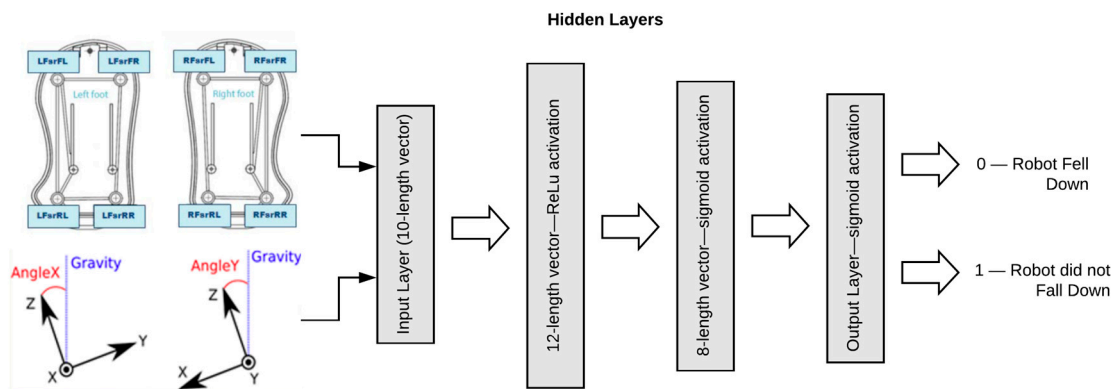 Hidden Layers
LFsrFL
LFsrFR
RFsrFL
RFsrFR
Left foot
Right foot
LFsrRL
LFsrRR
RFsrRL
RFsrRR
Gravity
AngleX
Z
Y
X
Gravity
AngleY
Z
X
Y
Input Layer (10-length vector)
12-length vector—ReLu activation
8-length vector—sigmoid activation
Output Layer—sigmoid activation
0 — Robot Fell
Down
1 — Robot did not
Fall Down